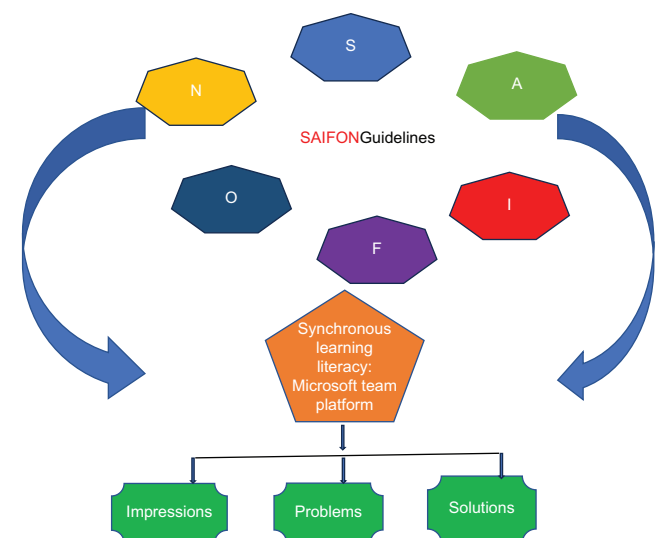 S
N
A
SAIFONGuidelines
O
I
F
Synchronous
learning
literacy:
Microsoft team
platform
Impressions
Problems
Solutions